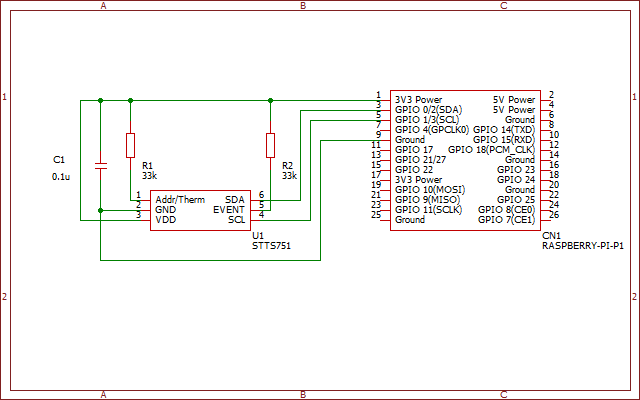 A B C
1 1
1 3V3 Power 5V Power 2
3 GPIO 0/2(SDA) 5V Power 4
5 GPIO 1/3(SCL) Ground 6
7 GPIO 4(GPCLK0) GPIO 14(TXD) 8
9 Ground GPIO 15(RXD) 10
11 GPIO 17 GPIO 18(PCM_CLK) 12
13 GPIO 21/27 Ground 14
15 GPIO 22 GPIO 23 16
17 3V3 Power GPIO 24 18
19 GPIO 10(MOSI) Ground 20
21 GPIO 9(MISO) GPIO 25 22
23 GPIO 11(SCLK) GPIO 8(CE0) 24
25 Ground GPIO 7(CE1) 26
CN1
RASPBERRY-PI-P1
C1
0.1u
R1
33k
R2
33k
1 Addr/Therm SDA 6
2 GND EVENT 5
3 VDD SCL 4
U1
STTS751
2 2
A B C